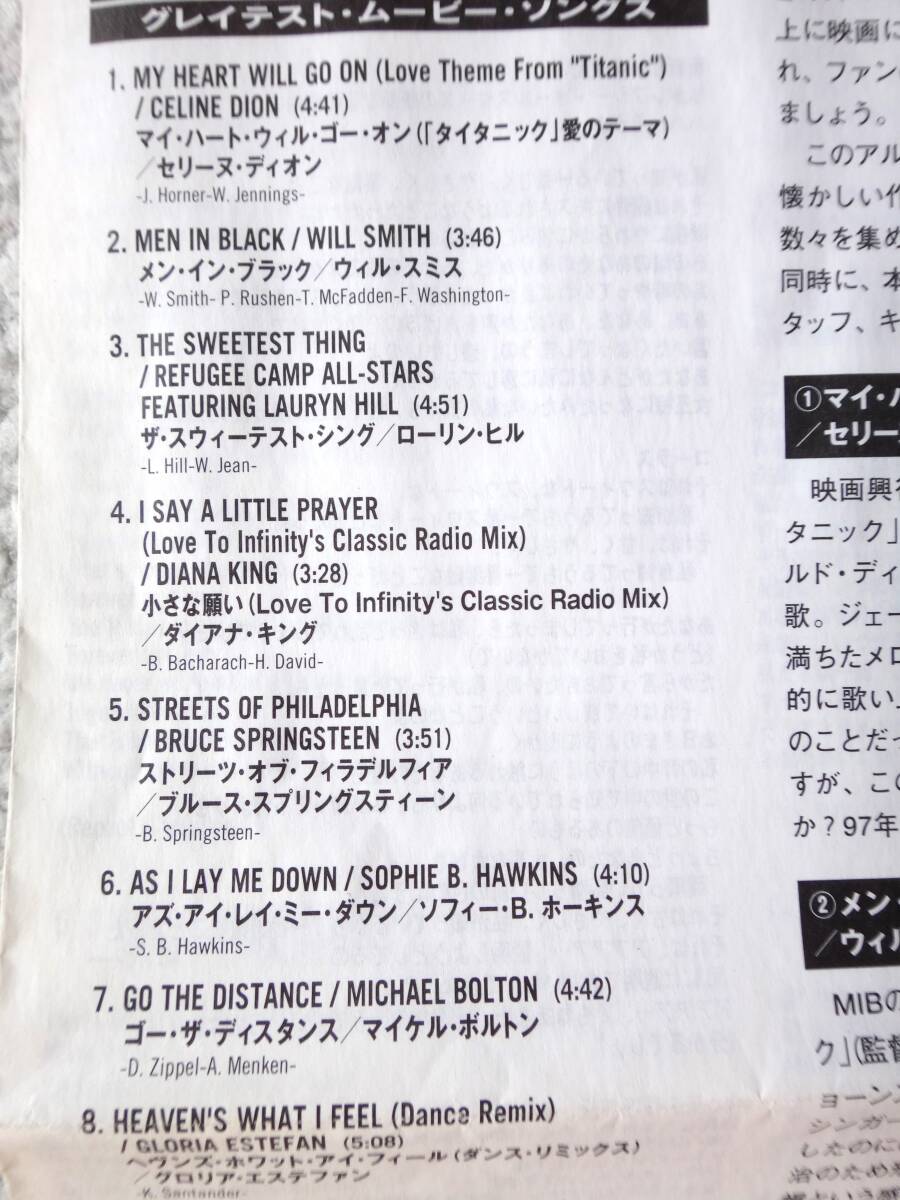 グレイテスト・ムービー・ソングス
1. MY HEART WILL GO ON (Love Theme From "Titanic")
/ CELINE DION (4:41)
マイ・ハート・ウィル・ゴー・オン(「タイタニック」愛のテーマ)
／セリーヌ・ディオン
-J. Horner-W. Jennings-
2. MEN IN BLACK / WILL SMITH (3:46)
メン・イン・ブラック／ウィル・スミス
-W. Smith- P. Rushen-T. McFadden-F. Washington-
3. THE SWEETEST THING
/ REFUGEE CAMP ALL-STARS
FEATURING LAURYN HILL (4:51)
ザ・スウィーテスト・シング／ローリン・ヒル
-L. Hill-W. Jean-
4. I SAY A LITTLE PRAYER
(Love To Infinity's Classic Radio Mix)
/ DIANA KING (3:28)
小さな願い(Love To Infinity's Classic Radio Mix)
／ダイアナ・キング
-B. Bacharach-H. David-
5. STREETS OF PHILADELPHIA
/ BRUCE SPRINGSTEEN (3:51)
ストリーツ・オブ・フィラデルフィア
／ブルース・スプリングスティーン
-B. Springsteen-
6. AS I LAY ME DOWN / SOPHIE B. HAWKINS (4:10)
アズ・アイ・レイ・ミー・ダウン／ソフィー・B. ホーキンス
-S. B. Hawkins-
7. GO THE DISTANCE / MICHAEL BOLTON (4:42)
ゴー・ザ・ディスタンス／マイケル・ボルトン
-D. Zippel-A. Menken-
8. HEAVEN'S WHAT I FEEL (Dance Remix)
/ GLORIA ESTEFAN (5:08)
ヘヴンズ・ホワット・アイ・フィール(ダンス・リミックス)
／グロリア・エステファン
-K. Santander-
上に映画に
れ、ファン
ましょう。
このアル
懐かしい作
数々を集め
同時に、本
タッフ、キ
①マイ・ハ
／セリー
映画興行
タニック」
ルド・ディ
歌。ジェー
満ちたメロ
的に歌い上
のことだっ
すが、この
か？97年
②メン・
／ウィル
MIBの
ク」(監督
ョーンズ
シンガー
したのに
治のため